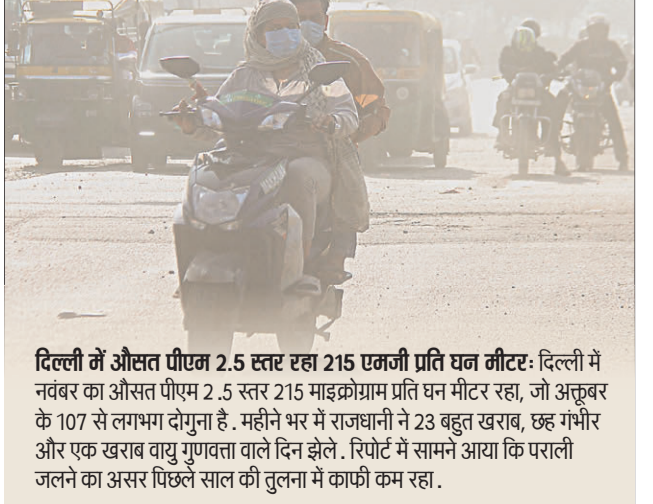 दिल्ली में औसत पीएम 2.5 स्तर रहा 215 एमजी प्रति घन मीटर: दिल्ली में
नवंबर का औसत पीएम 2.5 स्तर 215 माइक्रोग्राम प्रति घन मीटर रहा, जो अक्तूबर
के 107 से लगभग दोगुना है. महीने भर में राजधानी ने 23 बहुत खराब, छह गंभीर
और एक खराब वायु गुणवत्ता वाले दिन झेले. रिपोर्ट में सामने आया कि पराली
जलने का असर पिछले साल की तुलना में काफी कम रहा.